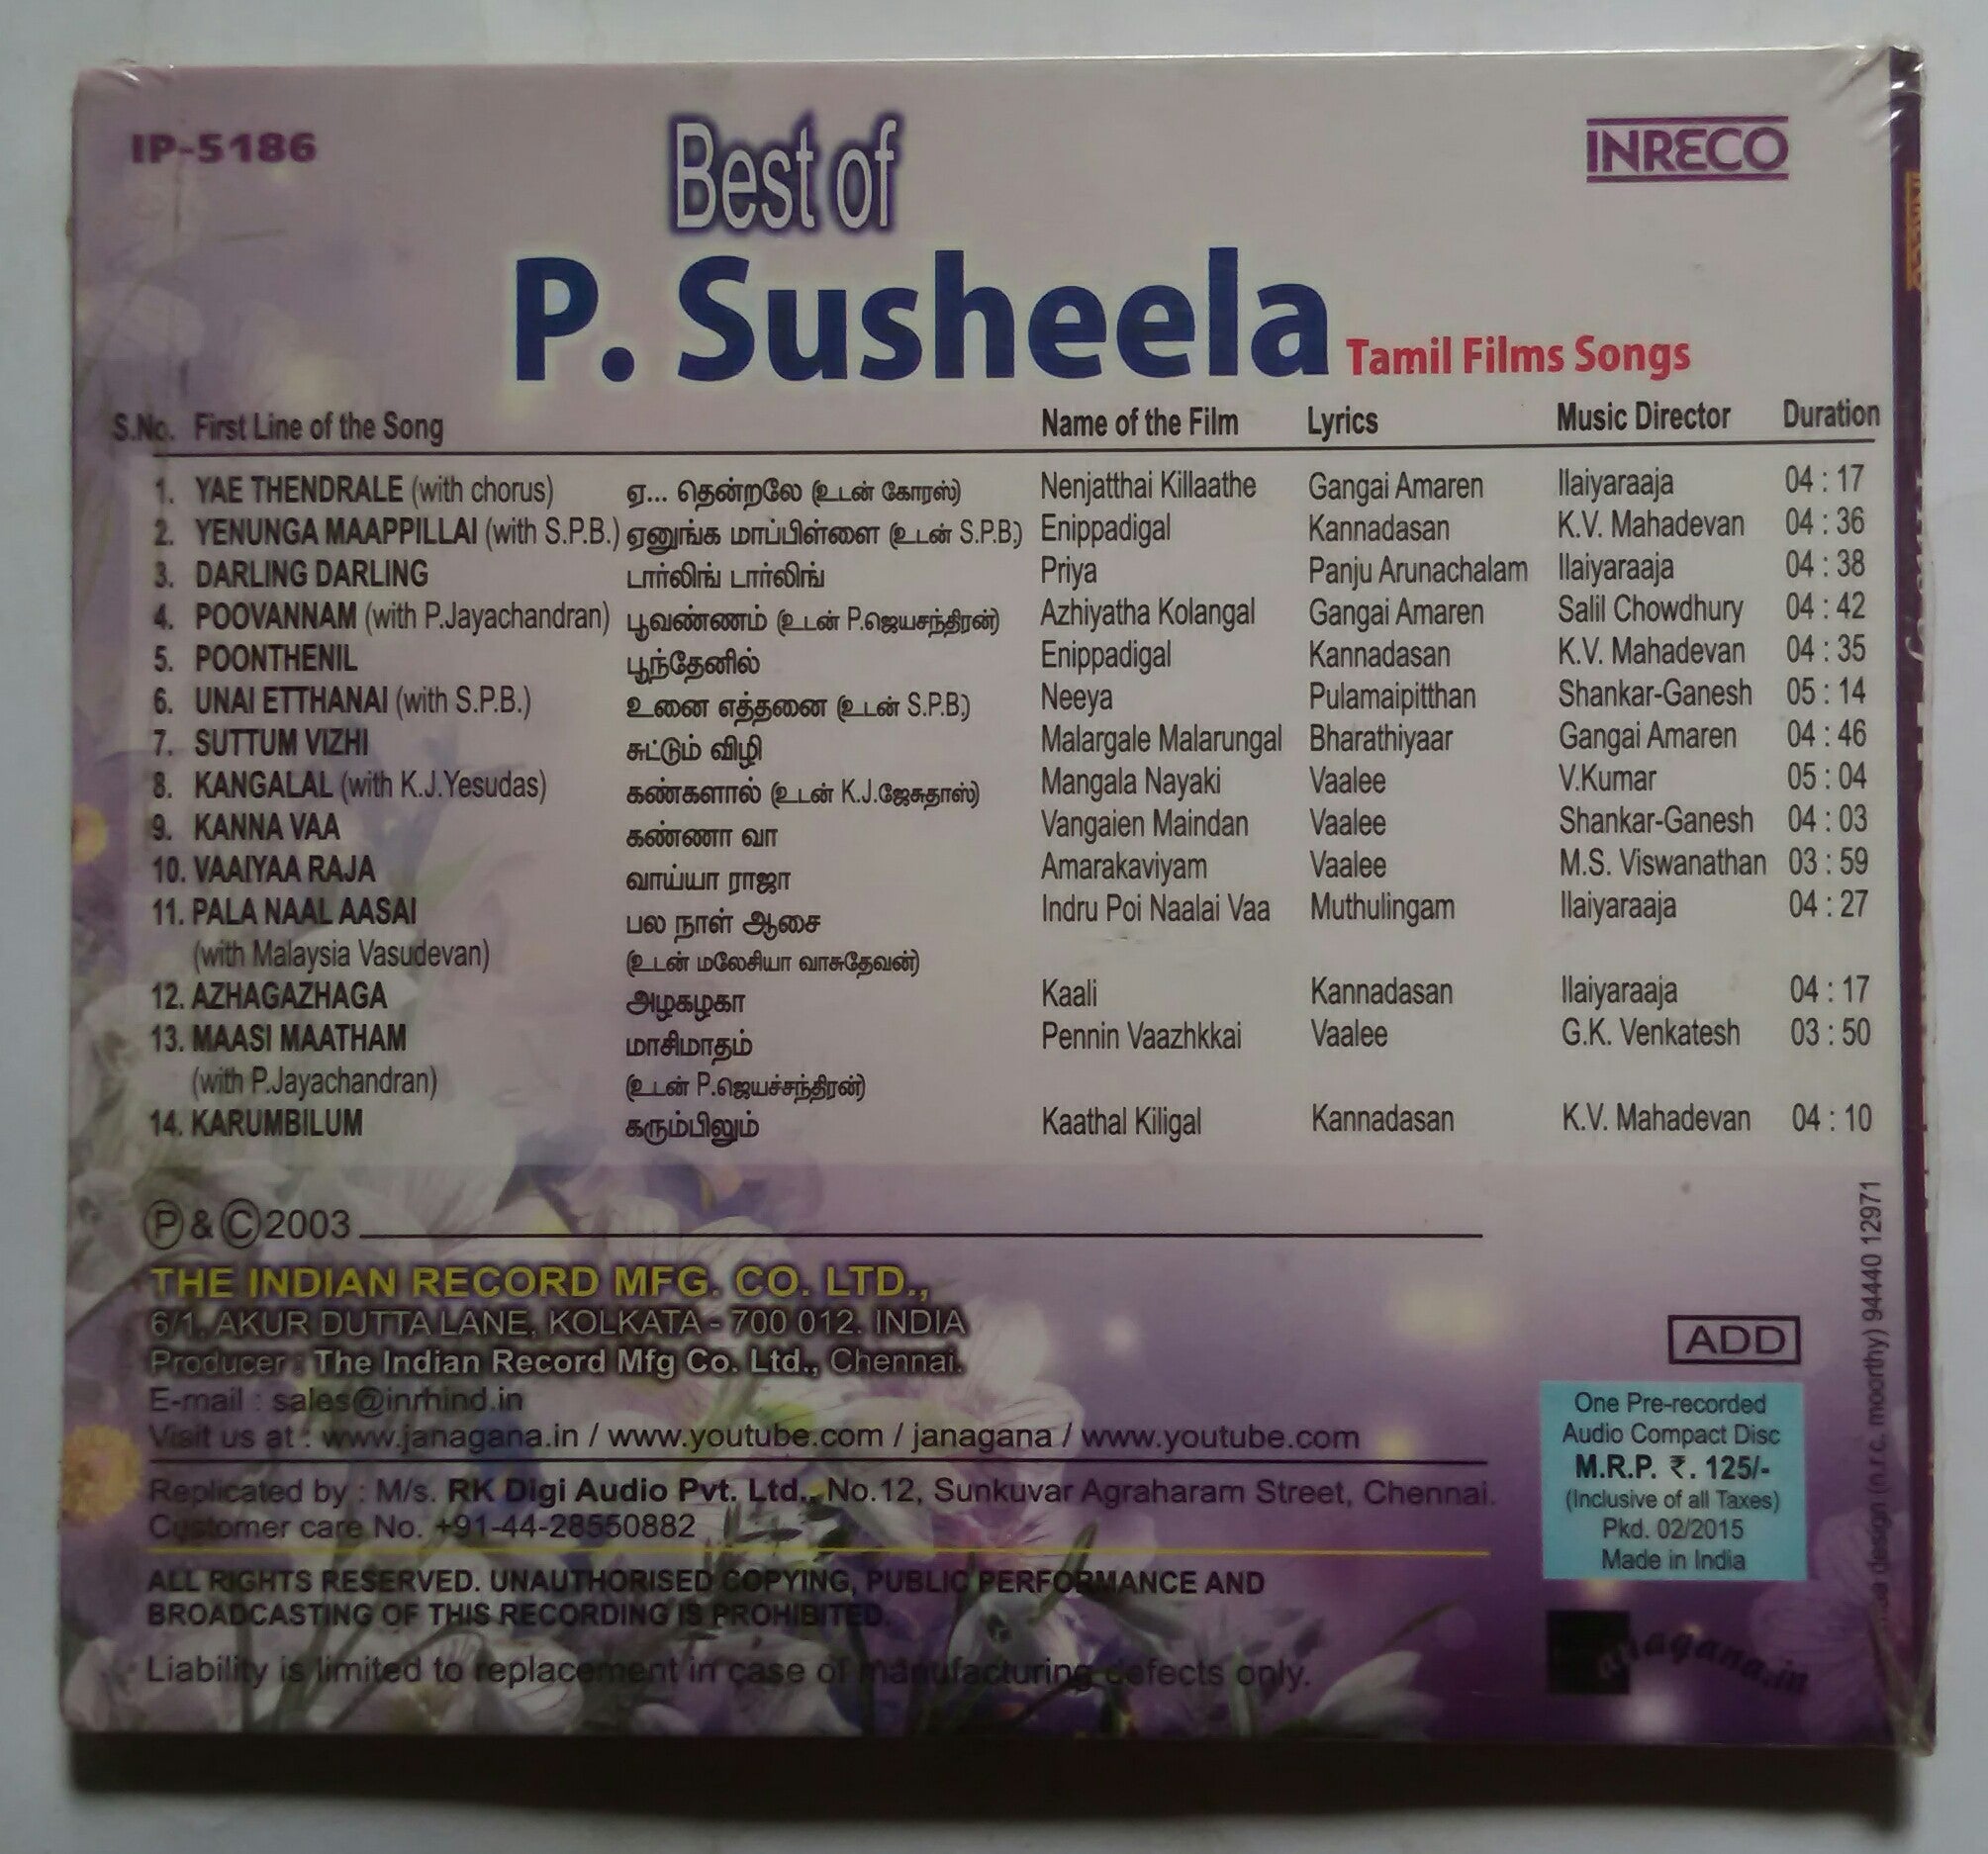 IP-5186
INRECO
Best of
P. Susheela Tamil Films Songs
S.No. First Line of the Song Name of the Film Lyrics Music Director Duration
1. YAE THENDRALE (with chorus) ஏ... தென்றலே (உடன் கோரஸ்) Nenjatthai Killaathe Gangai Amaren Ilaiyaraaja 04 : 17
2. YENUNGA MAAPPILLAI (with S.P.B.) ஏனுங்க மாப்பிள்ளை (உடன் S.P.B.) Enippadigal Kannadasan K.V. Mahadevan 04 : 36
3. DARLING DARLING டார்லிங் டார்லிங் Priya Panju Arunachalam Ilaiyaraaja 04 : 38
4. POOVANNAM (with P.Jayachandran) பூவண்ணம் (உடன் P.ஜெயசந்திரன்) Azhiyatha Kolangal Gangai Amaren Salil Chowdhury 04 : 42
5. POONTHENIL பூந்தேனில் Enippadigal Kannadasan K.V. Mahadevan 04 : 35
6. UNAI ETTHANAI (with S.P.B.) உனை எத்தனை (உடன் S.P.B.) Neeya Pulamaipitthan Shankar-Ganesh 05 : 14
7. SUTTUM VIZHI சுட்டும் விழி Malargale Malarungal Bharathiyaar Gangai Amaren 04 : 46
8. KANGALAL (with K.J.Yesudas) கண்களால் (உடன் K.J.ஜேசுதாஸ்) Mangala Nayaki Vaalee V.Kumar 05 : 04
9. KANNA VAA கண்ணா வா Vangaien Maindan Vaalee Shankar-Ganesh 04 : 03
10. VAAIYAA RAJA வாய்யா ராஜா Amarakaviyam Vaalee M.S. Viswanathan 03 : 59
11. PALA NAAL AASAI பல நாள் ஆசை Indru Poi Naalai Vaa Muthulingam Ilaiyaraaja 04 : 27
(with Malaysia Vasudevan) (உடன் மலேசியா வாசுதேவன்)
12. AZHAGAZHAGA அழகழகா Kaali Kannadasan Ilaiyaraaja 04 : 17
13. MAASI MAATHAM மாசிமாதம் Pennin Vaazhkkai Vaalee G.K. Venkatesh 03 : 50
(with P.Jayachandran) (உடன் P.ஜெயச்சந்திரன்)
14. KARUMBILUM கரும்பிலும் Kaathal Kiligal Kannadasan K.V. Mahadevan 04 : 10
Ⓟ & Ⓒ 2003
THE INDIAN RECORD MFG. CO. LTD.,
6/1, AKUR DUTTA LANE, KOLKATA - 700 012. INDIA
Producer : The Indian Record Mfg Co. Ltd., Chennai.
E-mail : sales@inrhind.in
Visit us at : www.janagana.in / www.youtube.com / janagana / www.youtube.com
Replicated by : M/s. RK Digi Audio Pvt. Ltd., No.12, Sunkuvar Agraharam Street, Chennai.
Customer care No. +91-44-28550882
ALL RIGHTS RESERVED. UNAUTHORISED COPYING, PUBLIC PERFORMANCE AND
BROADCASTING OF THIS RECORDING IS PROHIBITED.
Liability is limited to replacement in case of manufacturing defects only.
ADD
One Pre-recorded
Audio Compact Disc
M.R.P. ₹. 125/-
(Inclusive of all Taxes)
Pkd. 02/2015
Made in India
design (n.r.c. moorthy) 94440 12971
INRECO